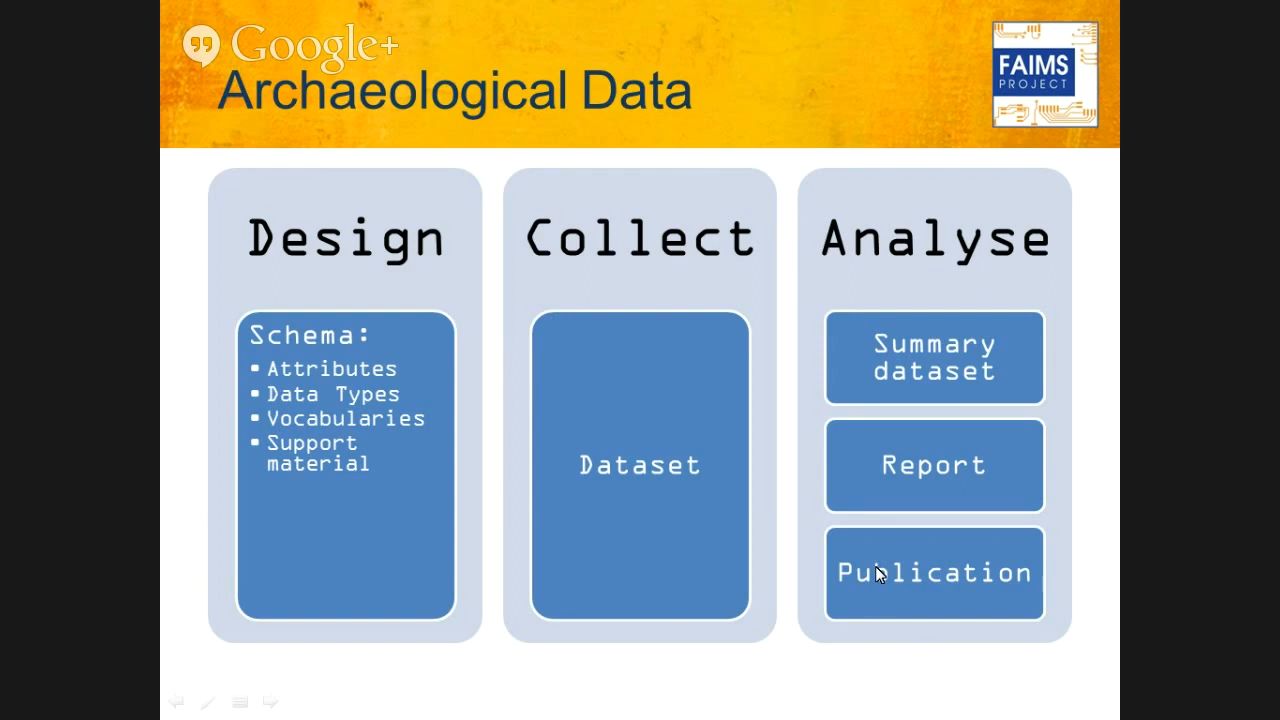 Google+
Archaeological Data
FAIMS
PROJECT
Design
Schema:
▪ Attributes
▪ Data Types
▪ Vocabularies
▪ Support
material
Collect
Dataset
Analyse
Summary
dataset
Report
Publication